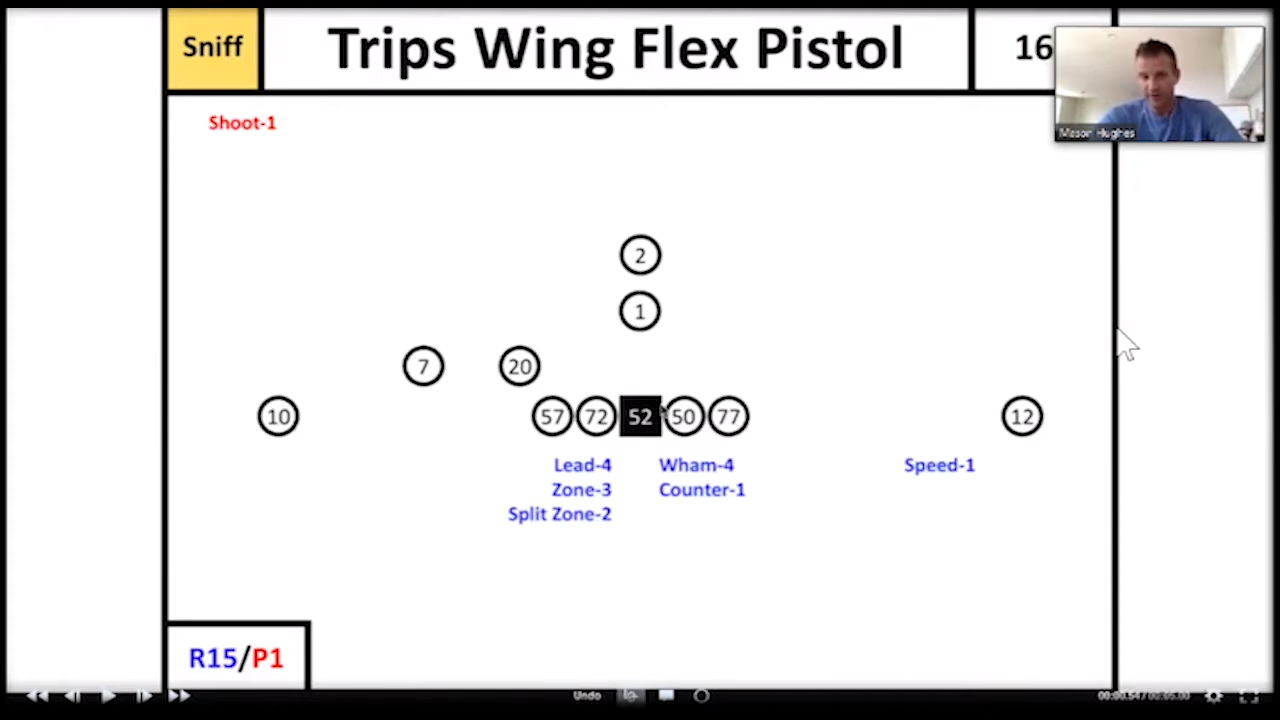 Sniff
Trips Wing Flex Pistol
16
Mason Hughes
Shoot-1
2
1
7
20
10
57
72
52
50
77
12
Lead-4
Wham-4
Speed-1
Zone-3
Counter-1
Split Zone-2
R15/P1
Undo